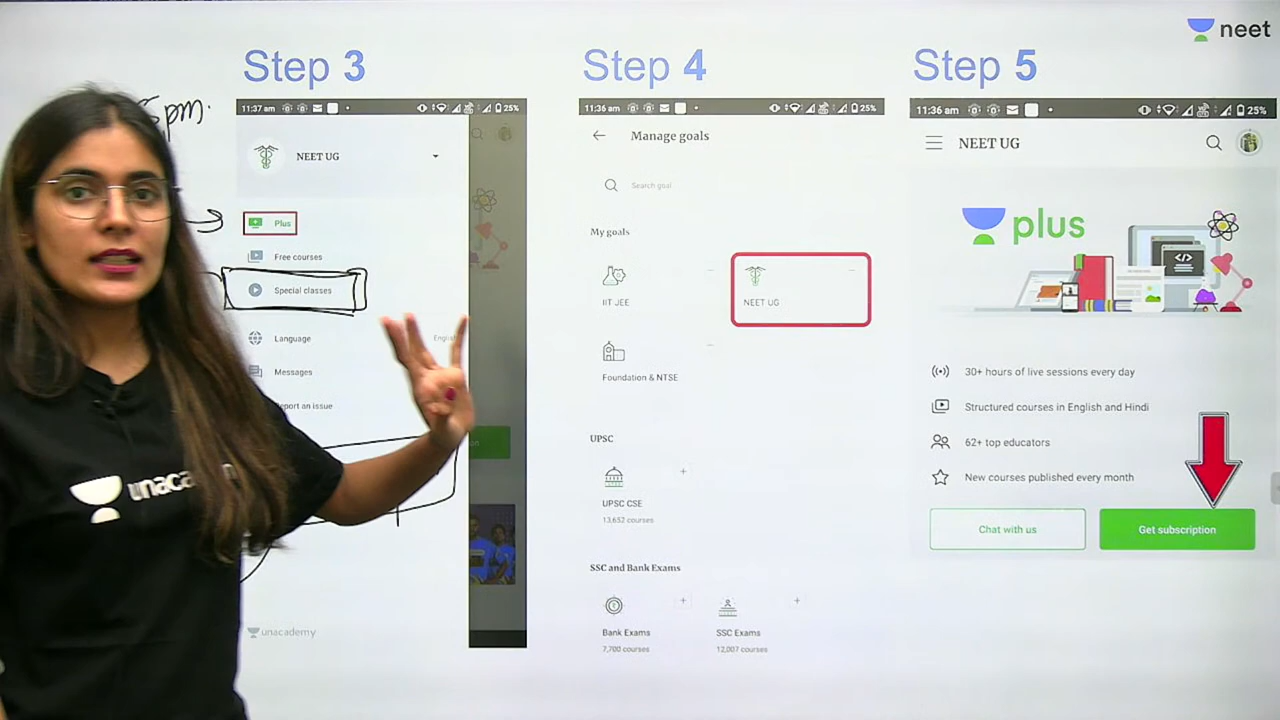 neet
Step 3
Step 4
Step 5
5pm.
11:37 am
25%
NEET UG
Plus
Free courses
Special classes
Language
English
Messages
Report an issue
unacademy
11:36 am
25%
Manage goals
Search goal
My goals
IIT JEE
NEET UG
Foundation & NTSE
UPSC
UPSC CSE
13,652 courses
SSC and Bank Exams
Bank Exams
7,700 courses
SSC Exams
12,007 courses
11:36 am
25%
NEET UG
plus
30+ hours of live sessions every day
Structured courses in English and Hindi
62+ top educators
New courses published every month
Chat with us
Get subscription